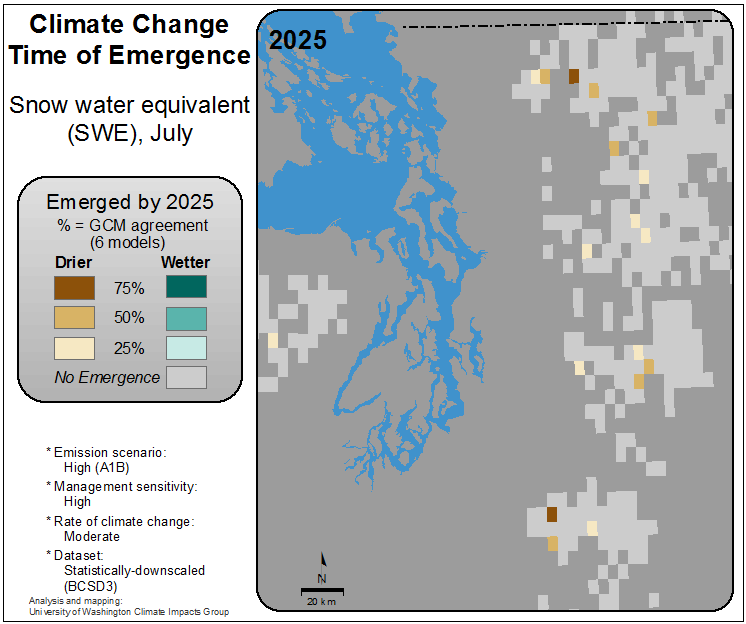 Climate Change
Time of Emergence
Snow water equivalent
(SWE), July
Emerged by 2025
% = GCM agreement
(6 models)
Drier Wetter
75%
50%
25%
No Emergence
* Emission scenario:
High (A1B)
* Management sensitivity:
High
* Rate of climate change:
Moderate
* Dataset:
Statistically-downscaled
(BCSD3)
Analysis and mapping:
University of Washington Climate Impacts Group
2025
N
20 km